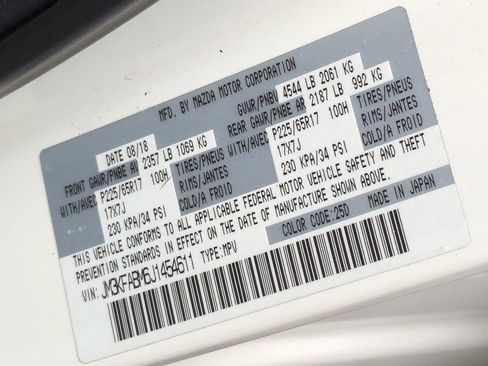 MFD. BY MAZDA MOTOR CORPORATION
DATE 08/18 GVWR/PNBV 4544 LB 2061 KG
FRONT GAWR/PNBE AV 2357 LB 1069 KG REAR GAWR/PNBE AR 2187 LB 992 KG
WITH/AVEC P225/65R17 100H TIRES/PNEUS WITH/AVEC P225/65R17 100H TIRES/PNEUS
17X7J RIMS/JANTES 17X7J RIMS/JANTES
230 KPA/34 PSI COLD/A FROID 230 KPA/34 PSI COLD/A FROID
THIS VEHICLE CONFORMS TO ALL APPLICABLE FEDERAL MOTOR VEHICLE SAFETY AND THEFT
PREVENTION STANDARDS IN EFFECT ON THE DATE OF MANUFACTURE SHOWN ABOVE.
VIN: JM3KFABM6J1454611 TYPE: MPV COLOR CODE: 25D MADE IN JAPAN